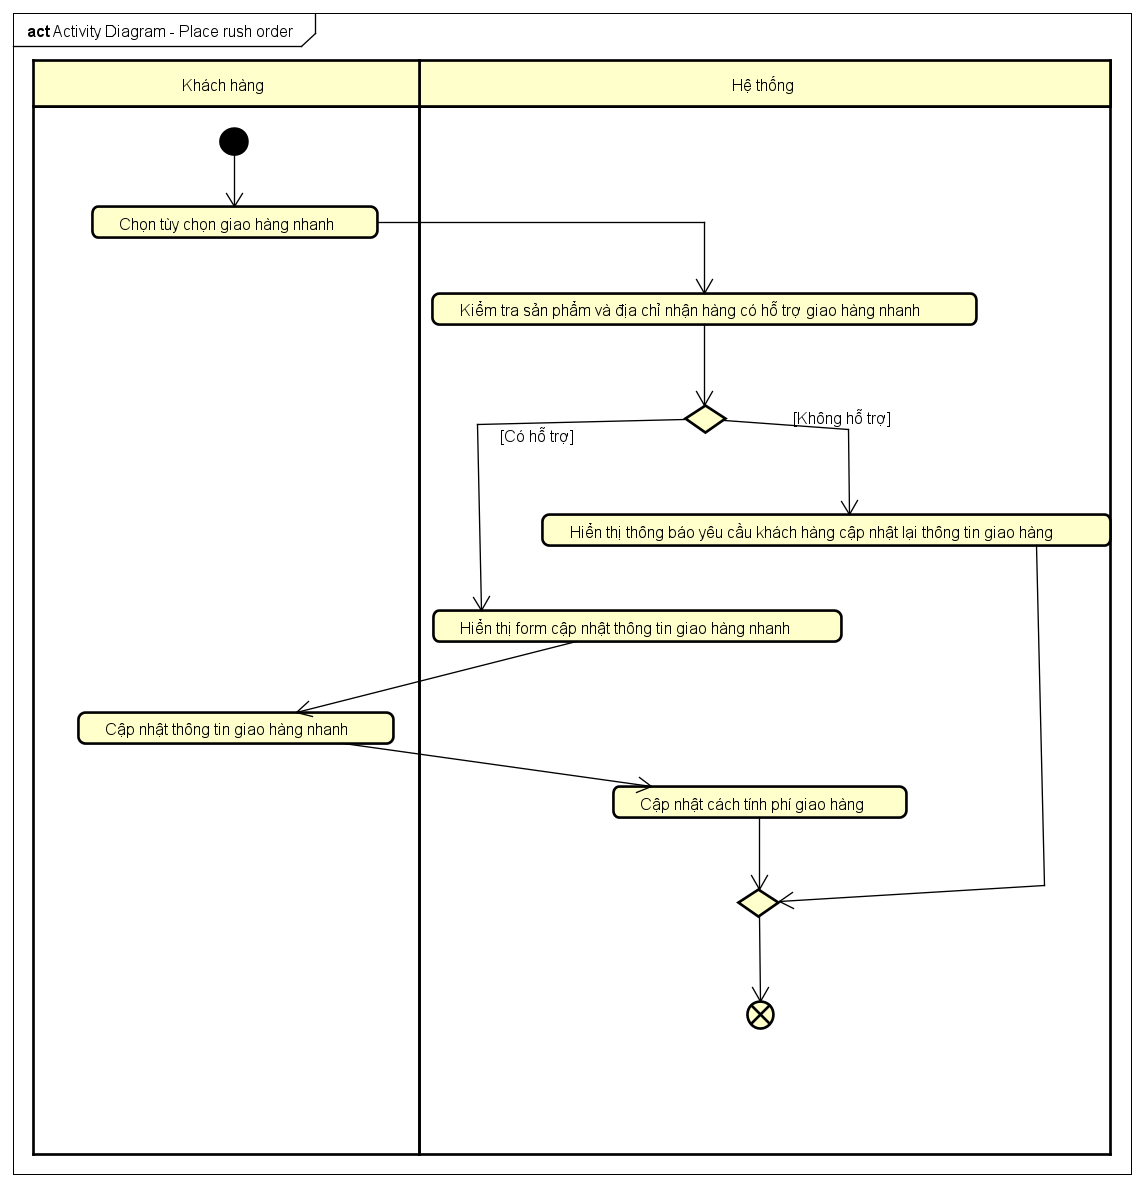 act Activity Diagram - Place rush order
Khách hàng
Hệ thống
Chọn tùy chọn giao hàng nhanh
Kiểm tra sản phẩm và địa chỉ nhận hàng có hỗ trợ giao hàng nhanh
[Không hỗ trợ]
[Có hỗ trợ]
Hiển thị thông báo yêu cầu khách hàng cập nhật lại thông tin giao hàng
Hiển thị form cập nhật thông tin giao hàng nhanh
Cập nhật thông tin giao hàng nhanh
Cập nhật cách tính phí giao hàng